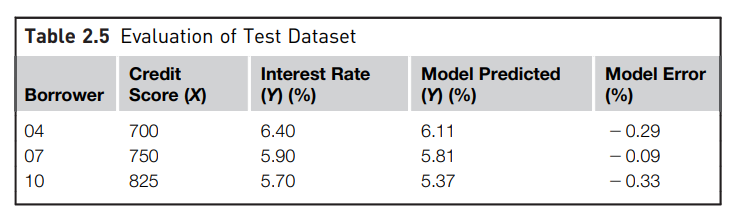 Table 2.5 Evaluation of Test Dataset
Borrower Credit Score (X) Interest Rate (Y) (%) Model Predicted (Y) (%) Model Error (%)
04 700 6.40 6.11 − 0.29
07 750 5.90 5.81 − 0.09
10 825 5.70 5.37 − 0.33